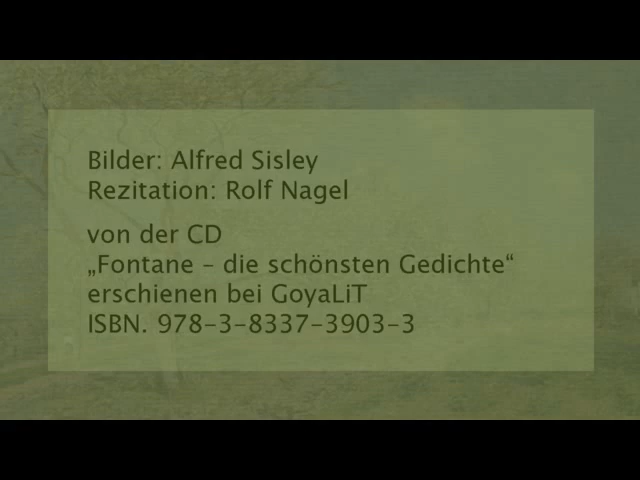 Bilder: Alfred Sisley
Rezitation: Rolf Nagel
von der CD
„Fontane – die schönsten Gedichte“
erschienen bei GoyaLiT
ISBN. 978-3-8337-3903-3